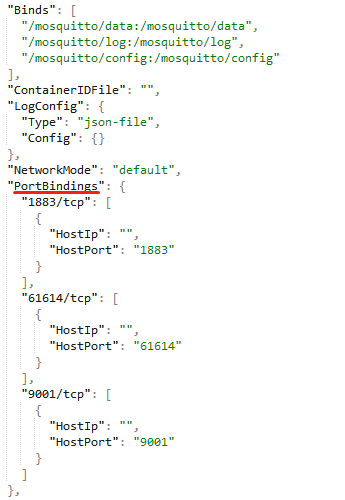 "Binds": [
"/mosquitto/data:/mosquitto/data",
"/mosquitto/log:/mosquitto/log",
"/mosquitto/config:/mosquitto/config"
],
"ContainerIDFile": "",
"LogConfig": {
"Type": "json-file",
"Config": {}
},
"NetworkMode": "default",
"PortBindings": {
"1883/tcp": [
{
"HostIp": "",
"HostPort": "1883"
}
],
"61614/tcp": [
{
"HostIp": "",
"HostPort": "61614"
}
],
"9001/tcp": [
{
"HostIp": "",
"HostPort": "9001"
}
]
},